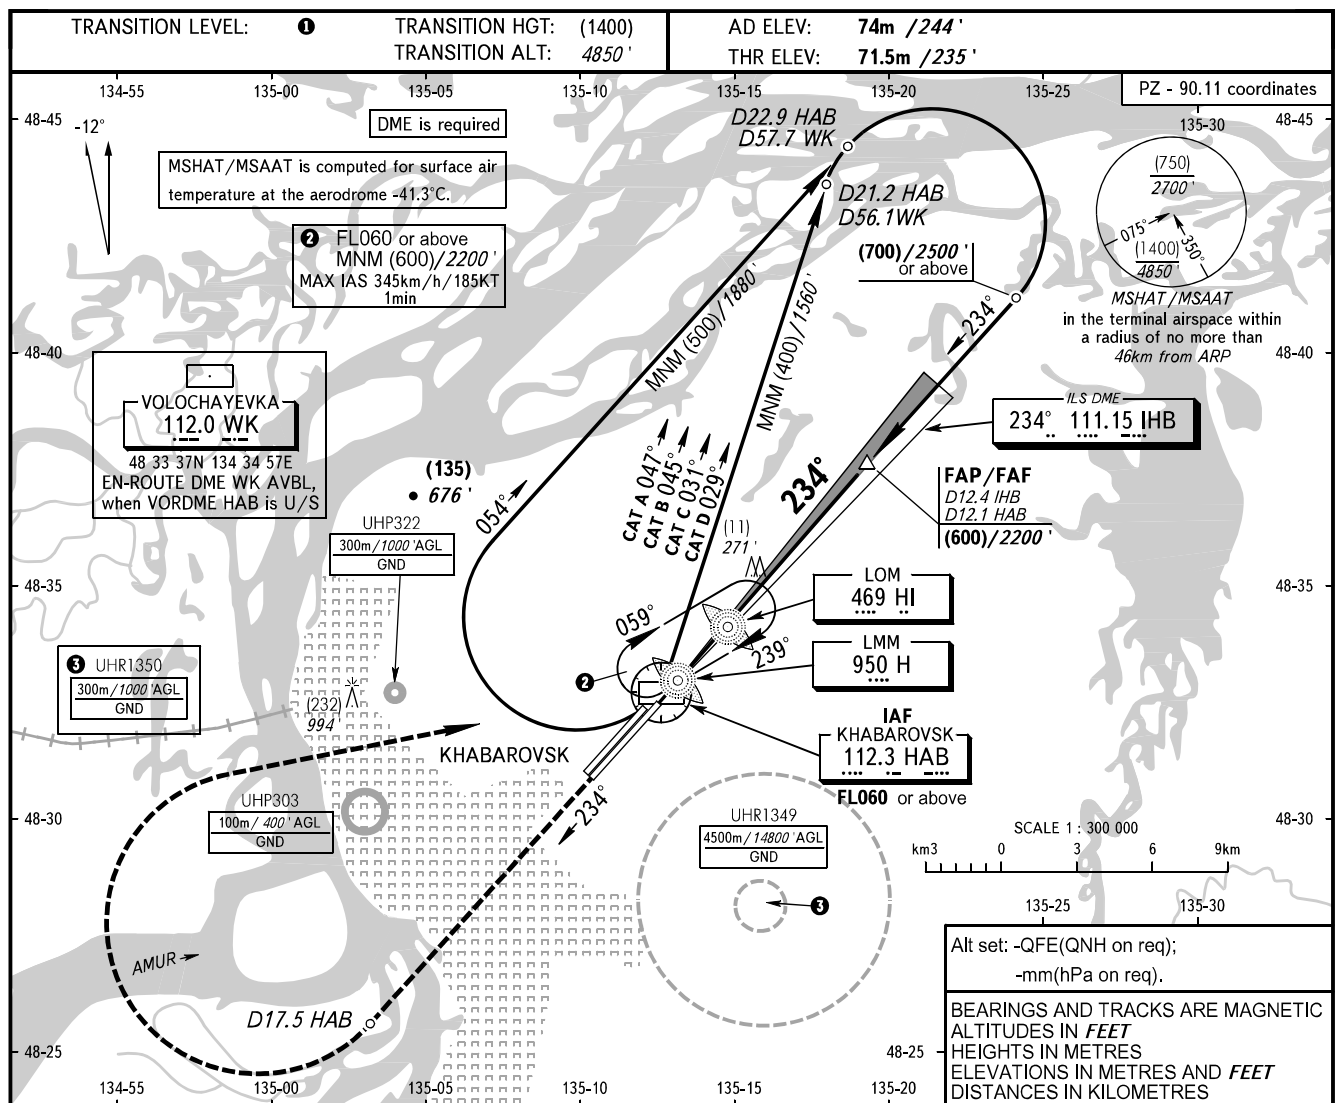 TRANSITION LEVEL: ❶ TRANSITION HGT: (1400)
TRANSITION ALT: 4850 '
AD ELEV: 74m /244 '
THR ELEV: 71.5m /235 '
134-55 135-00 135-05 135-10 135-15 135-20 135-25
PZ - 90.11 coordinates
135-30
48-45
48-45
-12°
DME is required
MSHAT/MSAAT is computed for surface air
temperature at the aerodrome -41.3°C.
❷ FL060 or above
MNM (600)/2200 '
MAX IAS 345km/h/185KT
1min
D22.9 HAB
D57.7 WK
D21.2 HAB
D56.1WK
(700)/2500 '
or above
(750)
2700 '
075°
350°
(1400)
4850 '
MSHAT/MSAAT
in the terminal airspace within
a radius of no more than
46km from ARP
234°
MNM (500)/1880 '
MNM (400)/1560 '
48-40
48-40
VOLOCHAYEVKA
112.0 WK
48 33 37N 134 34 57E
EN-ROUTE DME WK AVBL,
when VORDME HAB is U/S
ILS DME
234° 111.15 IHB
(135)
676 '
054°
CAT A 047°
CAT B 045°
CAT C 031°
CAT D 029°
234°
FAP/FAF
D12.4 IHB
D12.1 HAB
(600)/2200 '
UHP322
300m/1000 'AGL
GND
(11)
271 '
48-35
48-35
LOM
469 HI
059°
239°
LMM
950 H
❸ UHR1350
300m/1000 'AGL
GND
❷
(232)
994 '
KHABAROVSK
IAF
KHABAROVSK
112.3 HAB
FL060 or above
UHP303
100m/ 400 'AGL
GND
234°
48-30
48-30
UHR1349
4500m/14800 'AGL
GND
SCALE 1 : 300 000
km3 0 3 6 9km
❸
135-25 135-30
AMUR
D17.5 HAB
Alt set: -QFE(QNH on req);
-mm(hPa on req).
BEARINGS AND TRACKS ARE MAGNETIC
ALTITUDES IN FEET
HEIGHTS IN METRES
ELEVATIONS IN METRES AND FEET
DISTANCES IN KILOMETRES
48-25
48-25
134-55 135-00 135-05 135-10 135-15 135-20